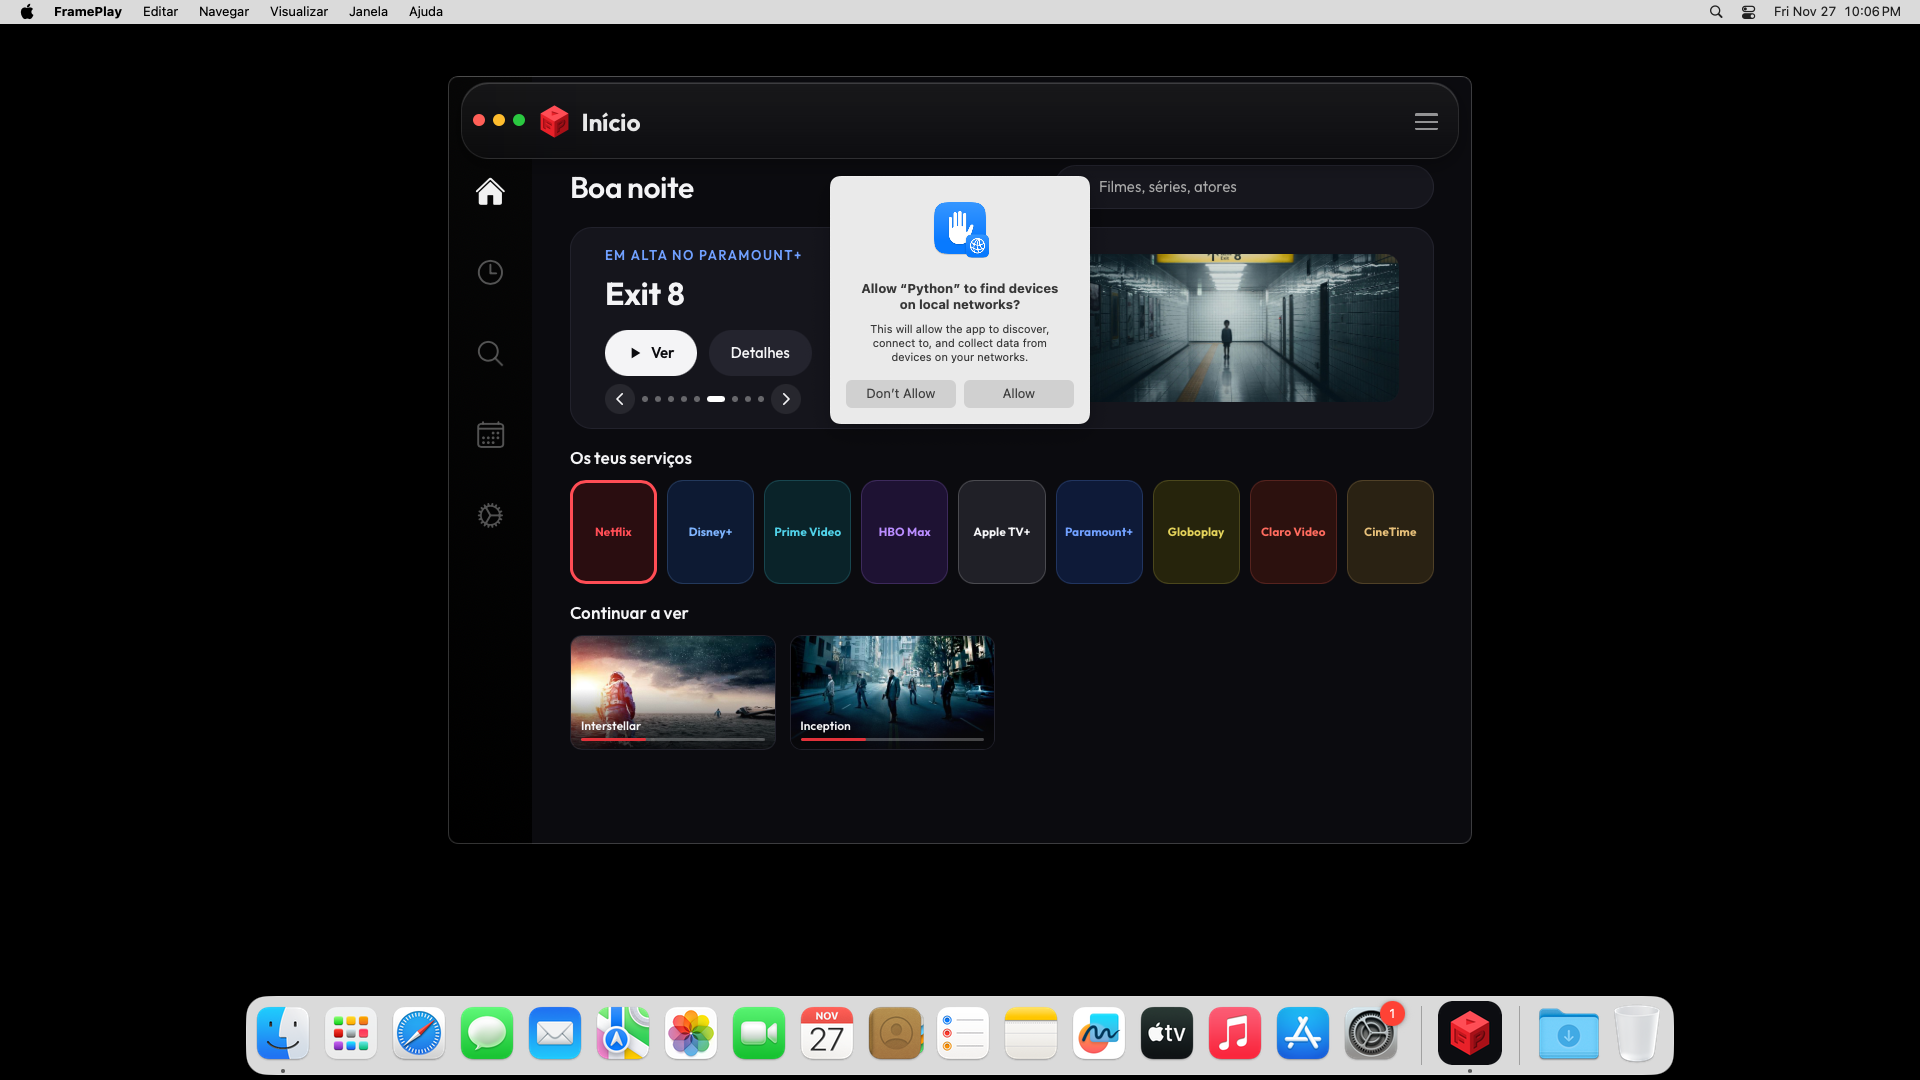 FramePlay Editar Navegar Visualizar Janela Ajuda Fri Nov 27 10:06 PM
Início
Boa noite
Filmes, séries, atores
EM ALTA NO PARAMOUNT+
Exit 8
Ver Detalhes
Allow “Python” to find devices
on local networks?
This will allow the app to discover,
connect to, and collect data from
devices on your networks.
Don't Allow Allow
Os teus serviços
Netflix Disney+ Prime Video HBO Max Apple TV+ Paramount+ Globoplay Claro Video CineTime
Continuar a ver
Interstellar Inception
NOV
27
tv
1